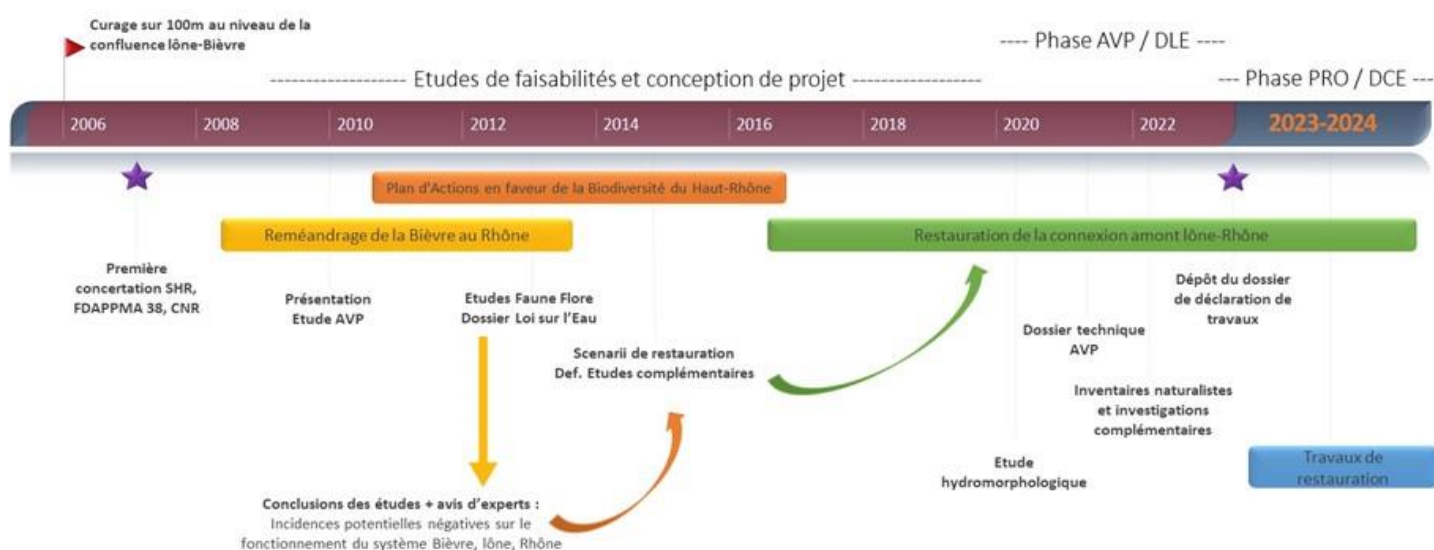 Curage sur 100m au niveau de la
confluence lône-Bièvre
---- Phase AVP / DLE ----
---------------- Etudes de faisabilités et conception de projet ----------------
--- Phase PRO / DCE ---
2006 2008 2010 2012 2014 2016 2018 2020 2022 2023-2024
Plan d'Actions en faveur de la Biodiversité du Haut-Rhône
Reméandrage de la Bièvre au Rhône
Restauration de la connexion amont lône-Rhône
Première
concertation SHR,
FDAPPMA 38, CNR
Présentation
Etude AVP
Etudes Faune Flore
Dossier Loi sur l'Eau
Dépôt du dossier
de déclaration de
travaux
Scenarii de restauration
Def. Etudes complémentaires
Dossier technique
AVP
Inventaires naturalistes
et investigations
complémentaires
Etude
hydromorphologique
Travaux de
restauration
Conclusions des études + avis d'experts :
Incidences potentielles négatives sur le
fonctionnement du système Bièvre, lône, Rhône